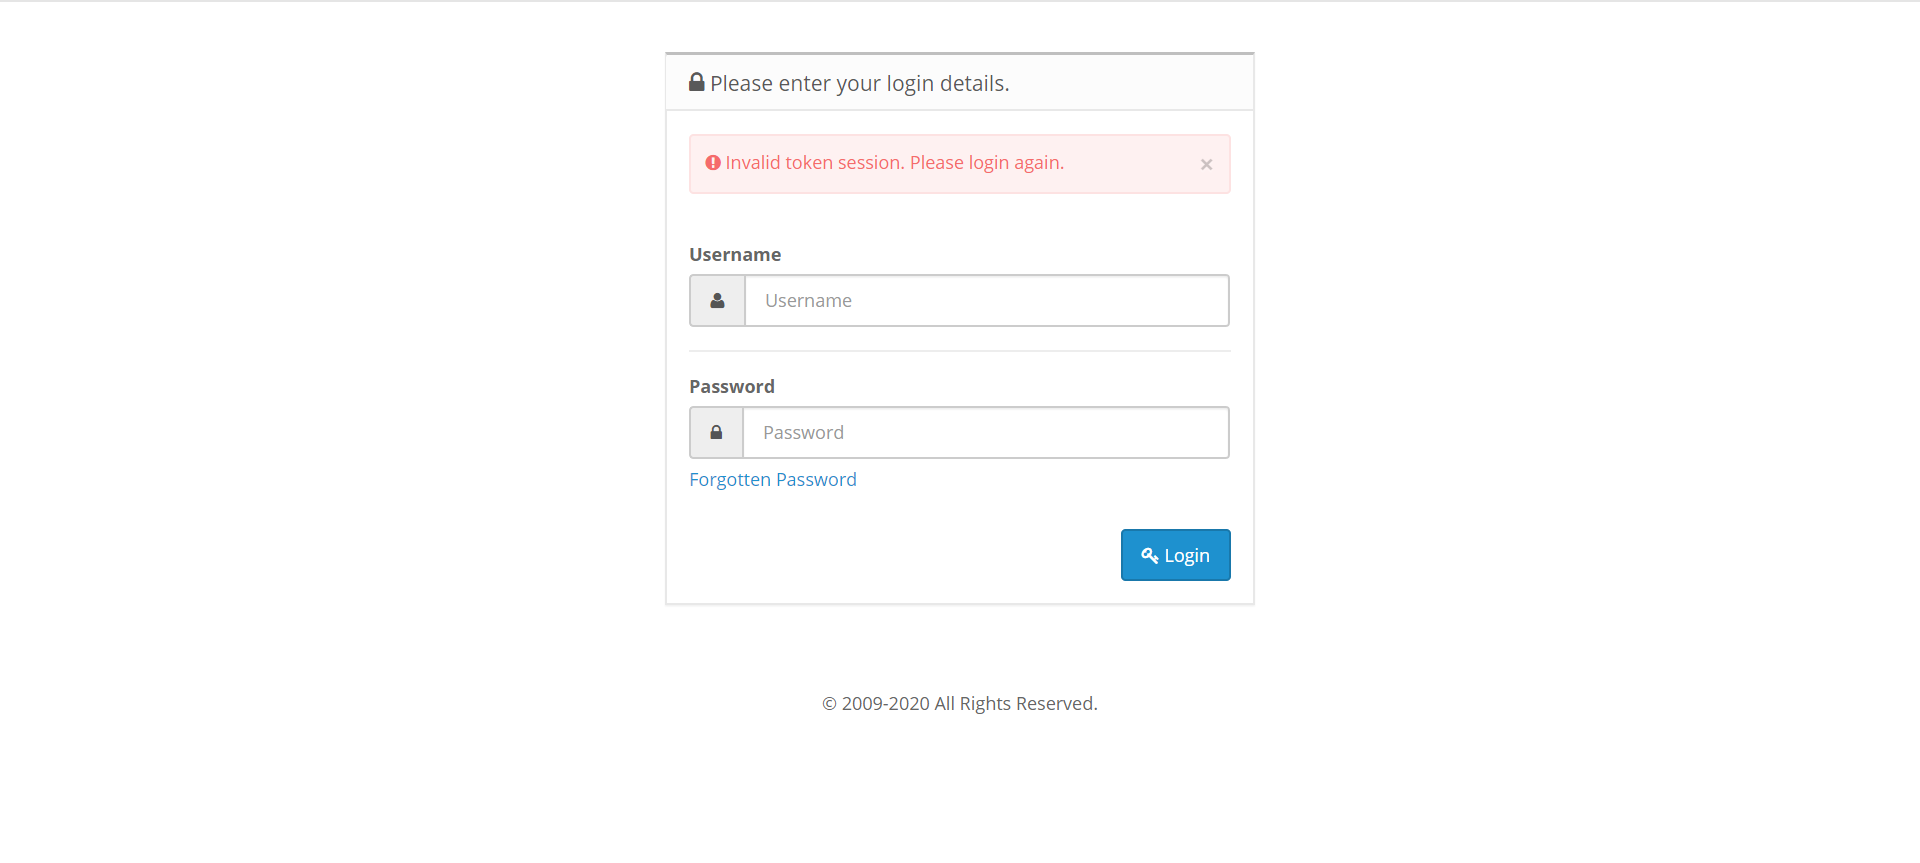 Please enter your login details.
Invalid token session. Please login again.
×
Username
Username
Password
Password
Forgotten Password
Login
© 2009-2020 All Rights Reserved.